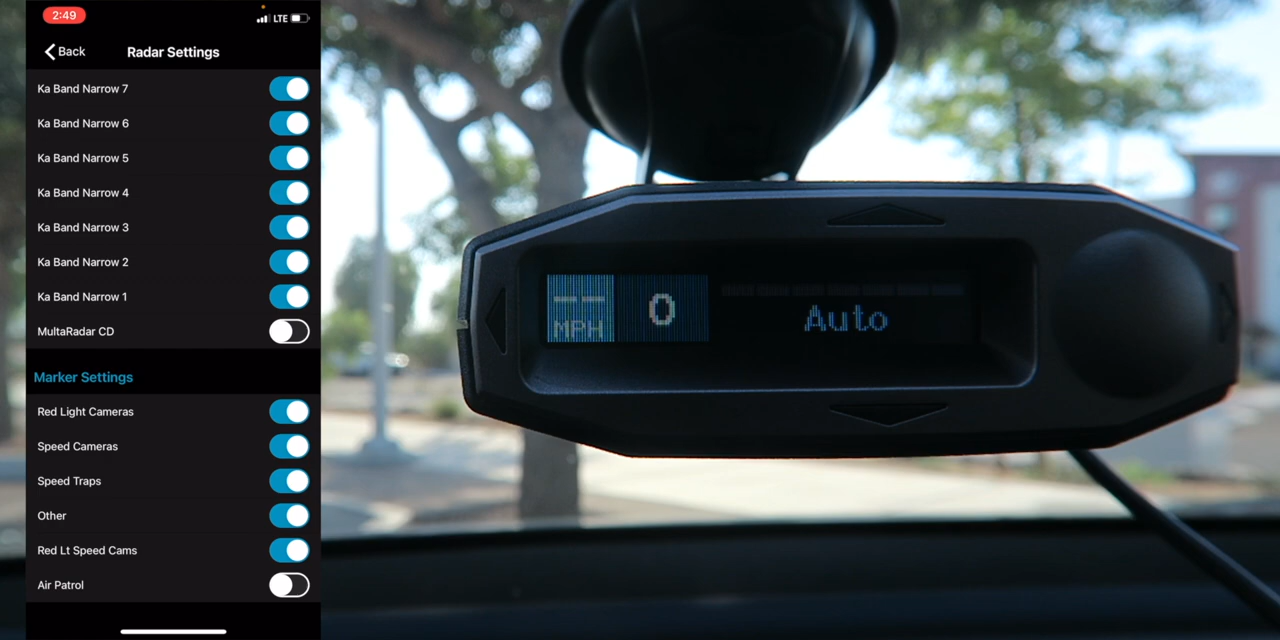 2:49
LTE
Back
Radar Settings
Ka Band Narrow 7
Ka Band Narrow 6
Ka Band Narrow 5
Ka Band Narrow 4
Ka Band Narrow 3
Ka Band Narrow 2
Ka Band Narrow 1
MultaRadar CD
Marker Settings
Red Light Cameras
Speed Cameras
Speed Traps
Other
Red Lt Speed Cams
Air Patrol
-- MPH
0
Auto